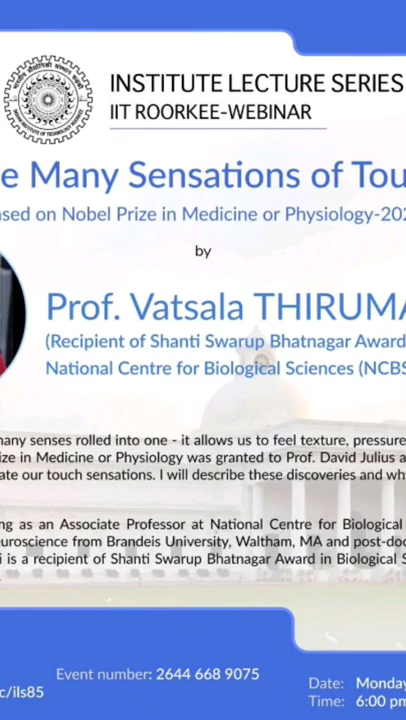 INSTITUTE LECTURE SERIES
IIT ROORKEE-WEBINAR
e Many Sensations of Tou
ased on Nobel Prize in Medicine or Physiology-202
by
Prof. Vatsala THIRUMA
(Recipient of Shanti Swarup Bhatnagar Award
National Centre for Biological Sciences (NCBS
many senses rolled into one - it allows us to feel texture, pressure
ize in Medicine or Physiology was granted to Prof. David Julius a
ate our touch sensations. I will describe these discoveries and wh
ng as an Associate Professor at National Centre for Biological
euroscience from Brandeis University, Waltham, MA and post-doc
i is a recipient of Shanti Swarup Bhatnagar Award in Biological S
Event number: 2644 668 9075
c/ils85
Date: Monday
Time: 6:00 pm